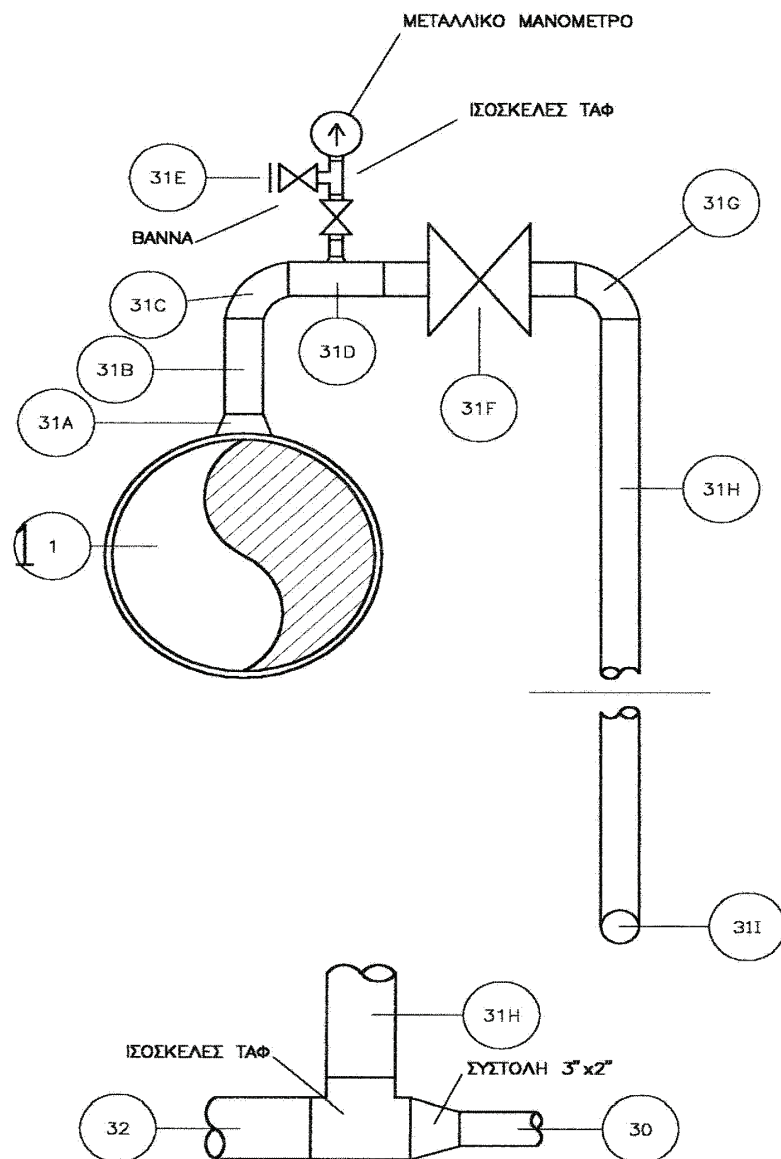 ΜΕΤΑΛΛΙΚΟ ΜΑΝΟΜΕΤΡΟ
ΙΣΟΣΚΕΛΕΣ ΤΑΦ
31E
31G
ΒΑΝΝΑ
31C
31D
31B
31F
31A
31H
1 1
31I
31H
ΙΣΟΣΚΕΛΕΣ ΤΑΦ
ΣΥΣΤΟΛΗ 3"x2"
32
30